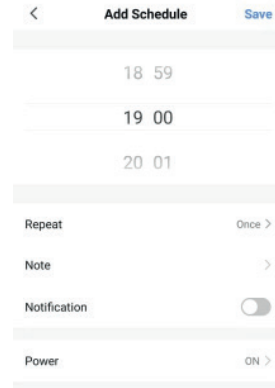 Add Schedule Save
18 59
19 00
20 01
Repeat Once
Note
Notification
Power ON